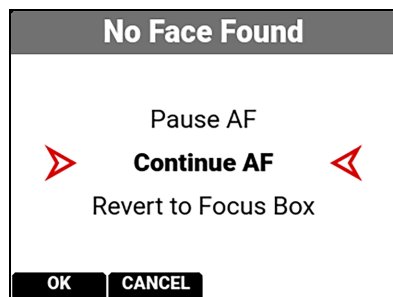 No Face Found
Pause AF
Continue AF
Revert to Focus Box
OK CANCEL